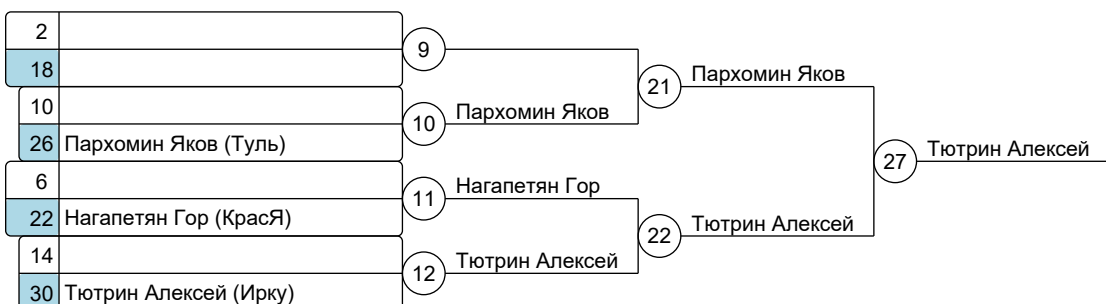 2
18
9
10
26 Пархомин Яков (Туль)
10
Пархомин Яков
21
Пархомин Яков
6
22 Нагапетян Гор (КрасЯ)
11
Нагапетян Гор
14
30 Тютрин Алексей (Ирку)
12
Тютрин Алексей
22
Тютрин Алексей
27
Тютрин Алексей